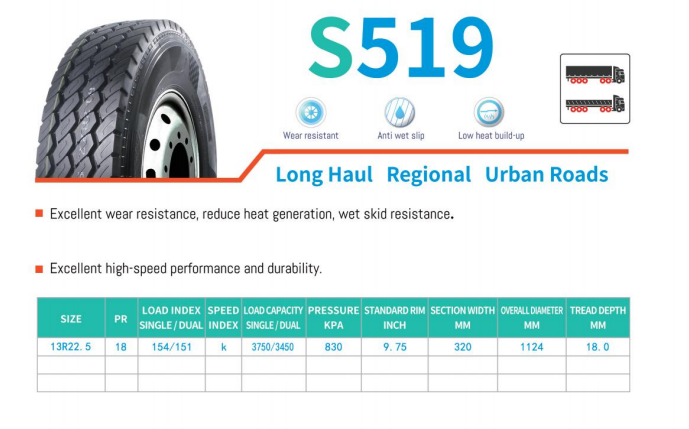 S519
Wear resistant
Anti wet slip
Low heat build-up
Long Haul Regional Urban Roads
Excellent wear resistance, reduce heat generation, wet skid resistance.
Excellent high-speed performance and durability.
SIZE PR LOAD INDEX SINGLE / DUAL SPEED INDEX LOAD CAPACITY SINGLE / DUAL PRESSURE KPA STANDARD RIM INCH SECTION WIDTH MM OVERALL DIAMETER MM TREAD DEPTH MM
13R22. 5 18 154/151 k 3750/3450 830 9. 75 320 1124 18. 0